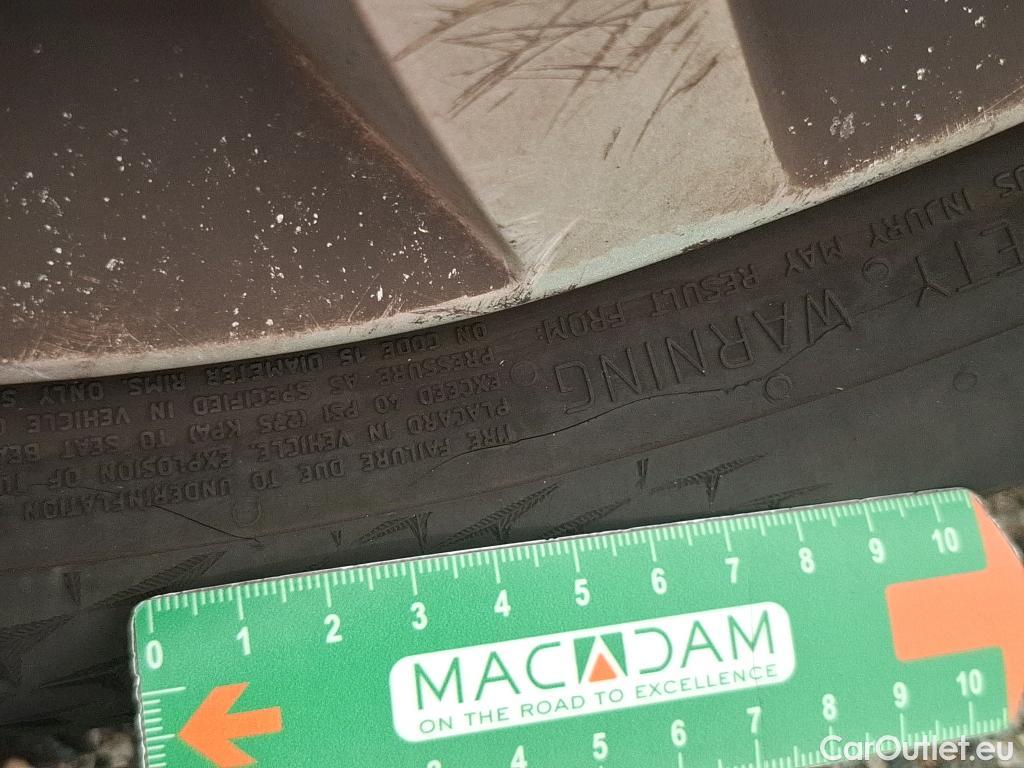 ETY WARNING
US INJURY MAY RESULT FROM:
TIRE FAILURE DUE TO UNDERINFLATION
PLACARD IN VEHICLE. EXPLOSION OF
EXCEED 40 PSI (275 KPA) TO SEAT BEA
PRESSURE AS SPECIFIED IN VEHICLE
ON CODE 15 DIAMETER RIMS. ONLY S
0 1 2 3 4 5 6 7 8 9 10
MACADAM
ON THE ROAD TO EXCELLENCE
4 5 6 7 8 9 10
CarOutlet.eu